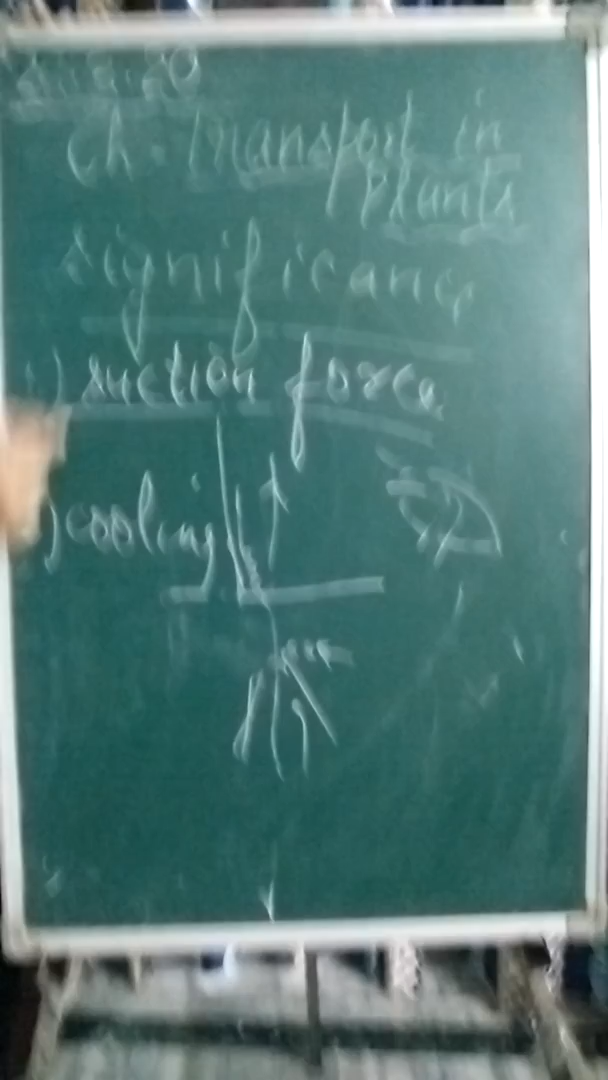 Ch. Transport in
Plants
significance
i) suction force
) cooling